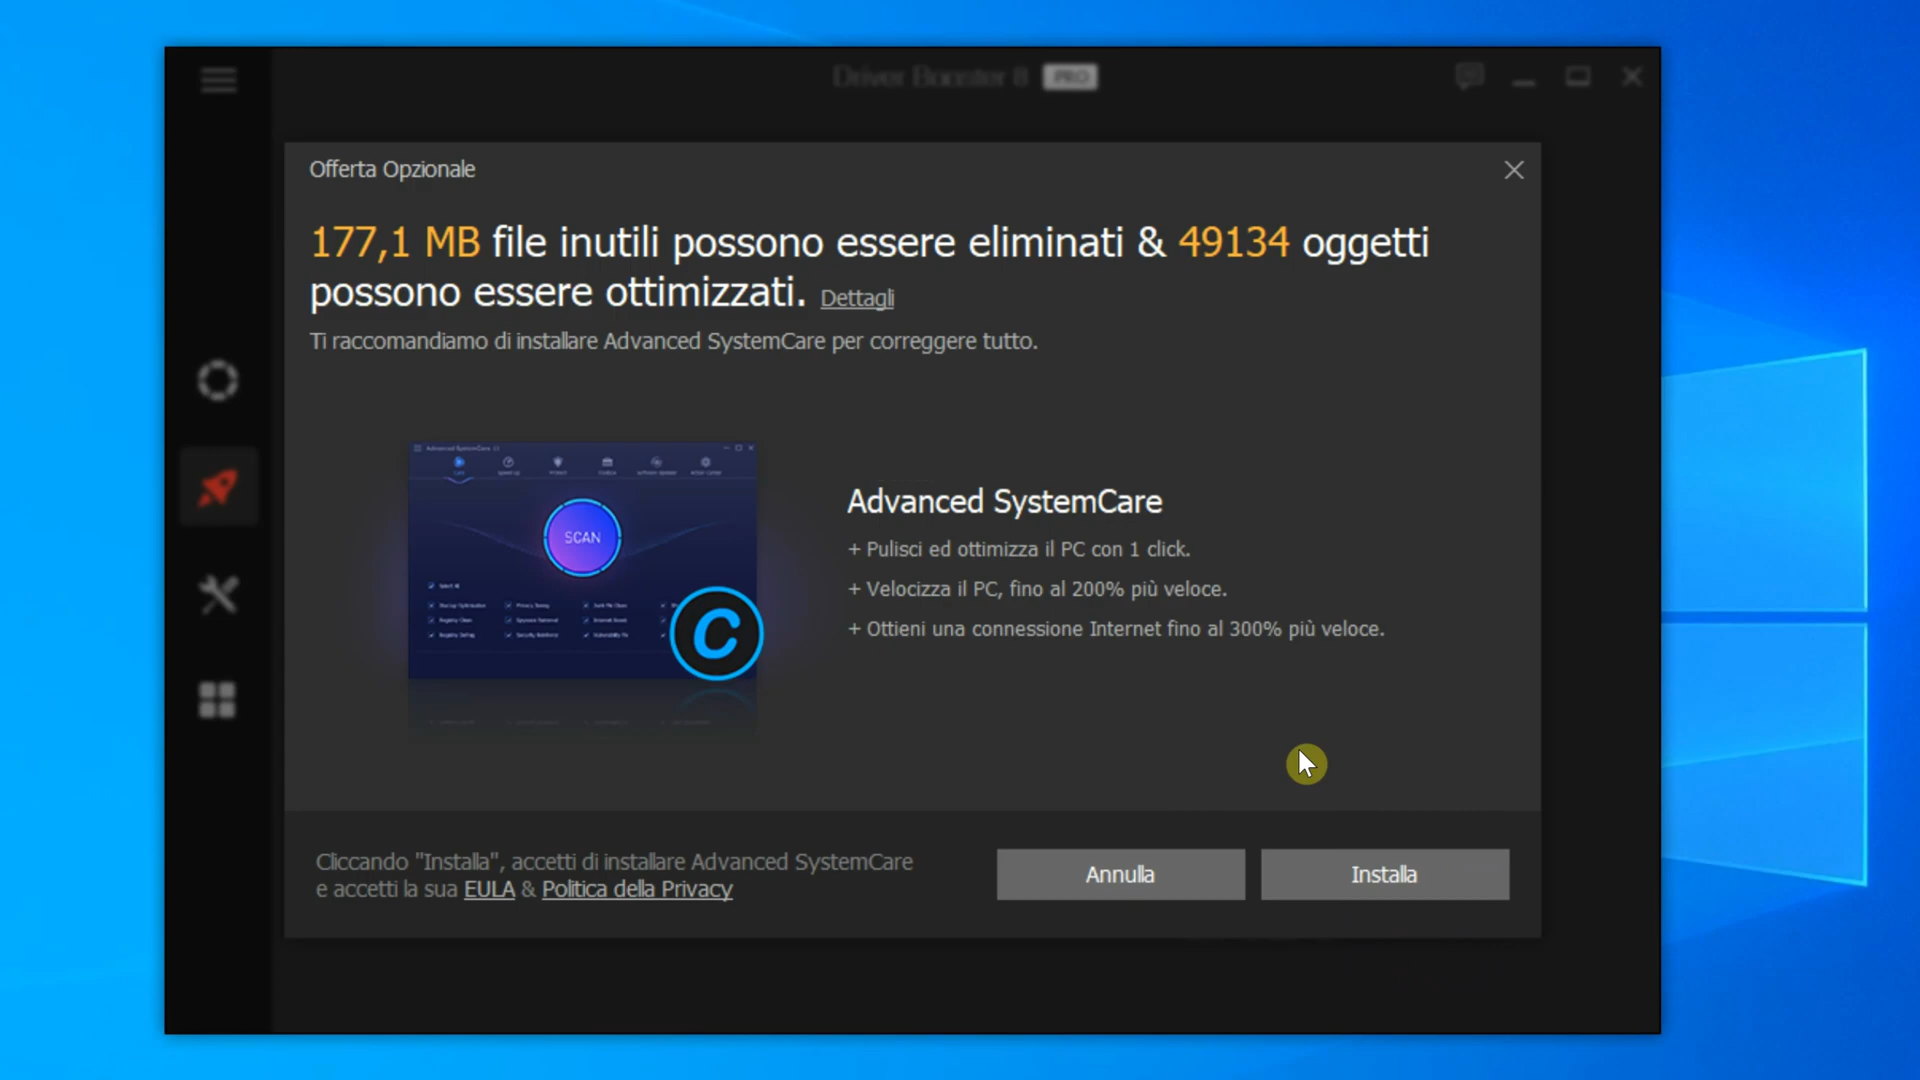 Driver Booster 8 PRO
Offerta Opzionale
177,1 MB file inutili possono essere eliminati & 49134 oggetti
possono essere ottimizzati. Dettagli
Ti raccomandiamo di installare Advanced SystemCare per correggere tutto.
SCAN
C
Advanced SystemCare
+ Pulisci ed ottimizza il PC con 1 click.
+ Velocizza il PC, fino al 200% più veloce.
+ Ottieni una connessione Internet fino al 300% più veloce.
Cliccando "Installa", accetti di installare Advanced SystemCare
e accetti la sua EULA & Politica della Privacy
Annulla
Installa